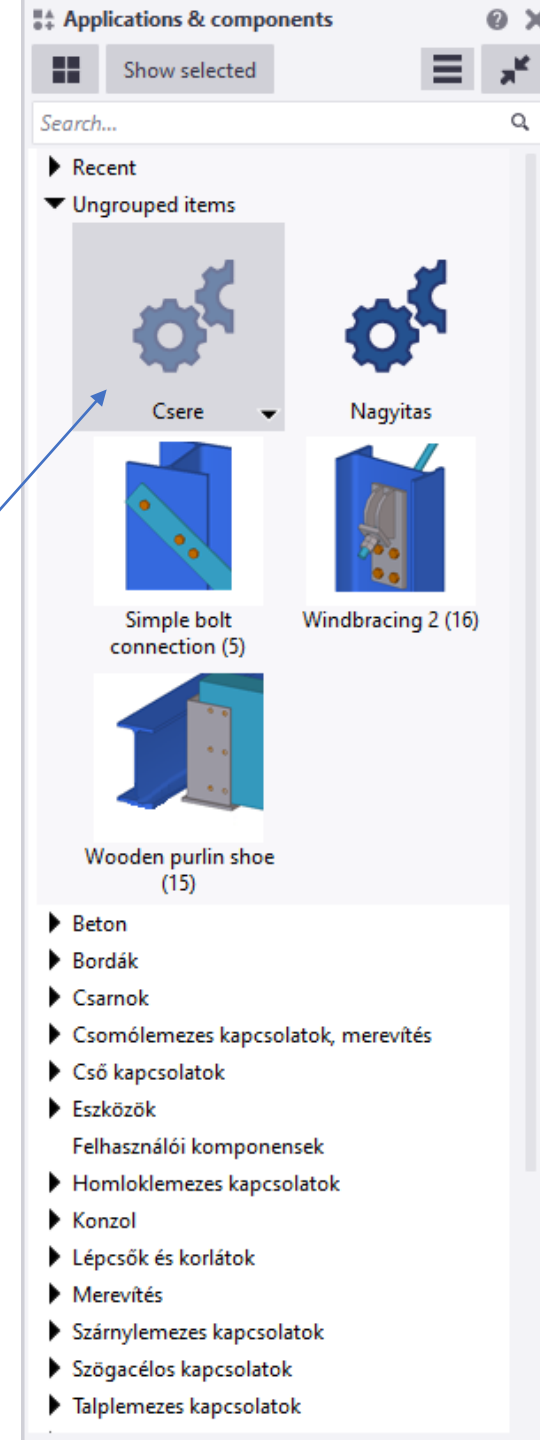 Applications & components
Show selected
Search...
Recent
Ungrouped items
Csere
Nagyitas
Simple bolt
connection (5)
Windbracing 2 (16)
Wooden purlin shoe
(15)
Beton
Bordák
Csarnok
Csomólemezes kapcsolatok, merevítés
Cső kapcsolatok
Eszközök
Felhasználói komponensek
Homloklemezes kapcsolatok
Konzol
Lépcsők és korlátok
Merevítés
Szárnylemezes kapcsolatok
Szögacélos kapcsolatok
Talplemezes kapcsolatok